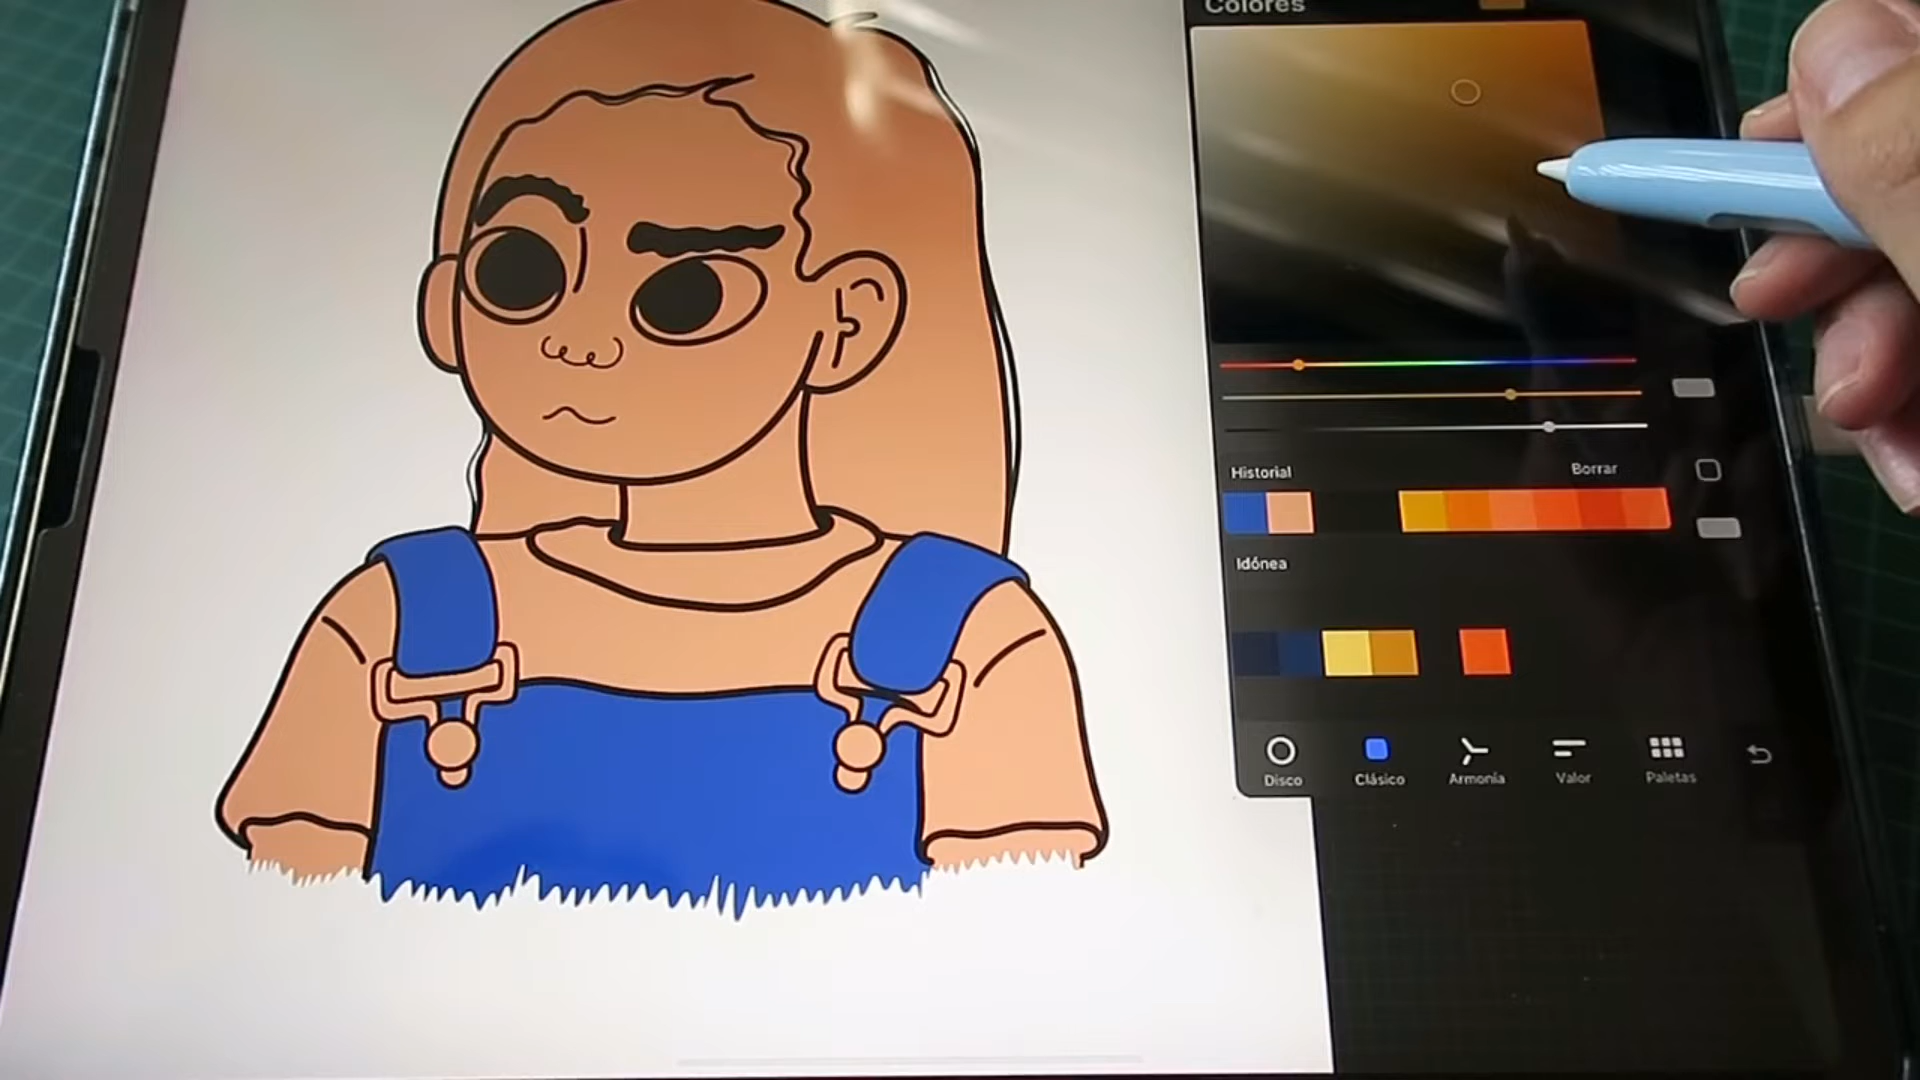 Colores
Historial Borrar
Idónea
Disco Clásico Armonía Valor Paletas